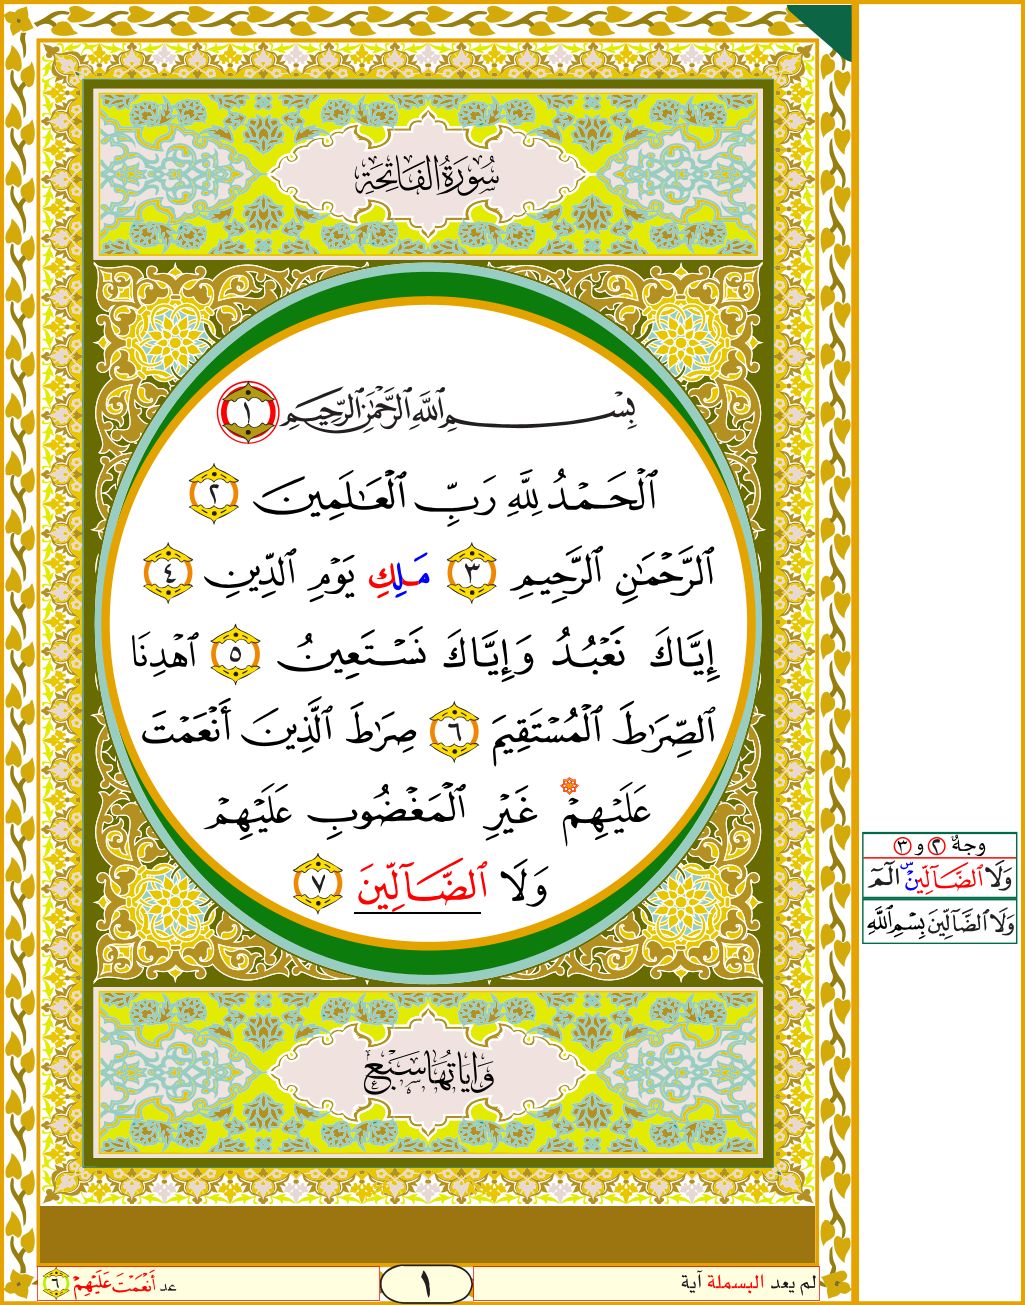 سُورَةُ الفَاتِحَةِ
بِسْمِ ٱللَّهِ ٱلرَّحْمَٰنِ ٱلرَّحِيمِ ١
ٱلْحَمْدُ لِلَّهِ رَبِّ ٱلْعَٰلَمِينَ ٢
ٱلرَّحْمَٰنِ ٱلرَّحِيمِ ٣ مَلِكِ يَوْمِ ٱلدِّينِ ٤
إِيَّاكَ نَعْبُدُ وَإِيَّاكَ نَسْتَعِينُ ٥ ٱهْدِنَا
ٱلصِّرَٰطَ ٱلْمُسْتَقِيمَ ٦ صِرَٰطَ ٱلَّذِينَ أَنْعَمْتَ
عَلَيْهِمْ غَيْرِ ٱلْمَغْضُوبِ عَلَيْهِمْ
وَلَا ٱلضَّآلِّينَ ٧
وَاٰيَاتُهَا سَبْعٌ
وجهُ ٢ و ٣
وَلَا ٱلضَّآلِّينَ س الٓمٓ
وَلَا ٱلضَّآلِّينَ بِسْمِ ٱللَّهِ
لم يعد البسملة آية
١
عد أَنْعَمْتَ عَلَيْهِمْ ٦